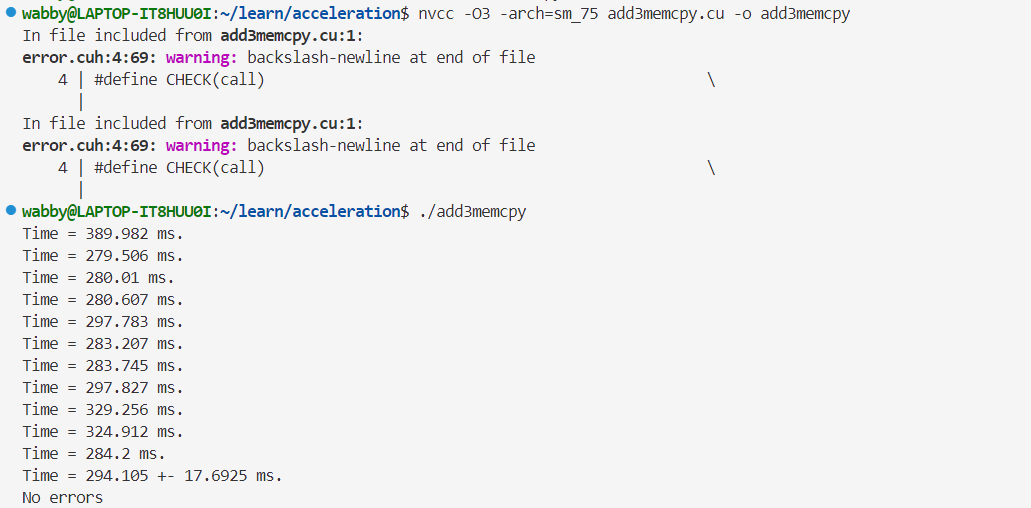 wabby@LAPTOP-IT8HUU0I:~/learn/acceleration$ nvcc -O3 -arch=sm_75 add3memcpy.cu -o add3memcpy
In file included from add3memcpy.cu:1:
error.cuh:4:69: warning: backslash-newline at end of file
    4 | #define CHECK(call)                                                 \
      |
In file included from add3memcpy.cu:1:
error.cuh:4:69: warning: backslash-newline at end of file
    4 | #define CHECK(call)                                                 \
      |
wabby@LAPTOP-IT8HUU0I:~/learn/acceleration$ ./add3memcpy
Time = 389.982 ms.
Time = 279.506 ms.
Time = 280.01 ms.
Time = 280.607 ms.
Time = 297.783 ms.
Time = 283.207 ms.
Time = 283.745 ms.
Time = 297.827 ms.
Time = 329.256 ms.
Time = 324.912 ms.
Time = 284.2 ms.
Time = 294.105 +- 17.6925 ms.
No errors